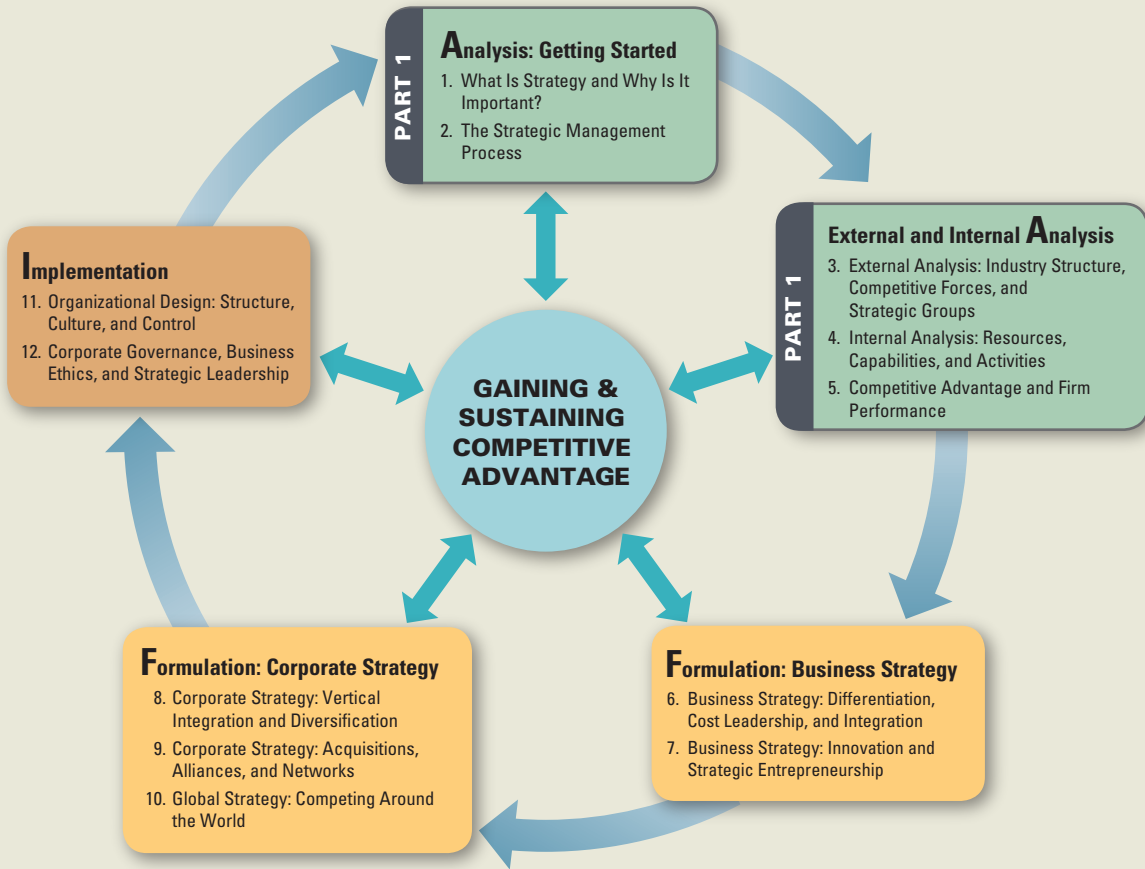 PART 1
Analysis: Getting Started
1. What Is Strategy and Why Is It
Important?
2. The Strategic Management
Process
PART 1
External and Internal Analysis
3. External Analysis: Industry Structure,
Competitive Forces, and
Strategic Groups
4. Internal Analysis: Resources,
Capabilities, and Activities
5. Competitive Advantage and Firm
Performance
Implementation
11. Organizational Design: Structure,
Culture, and Control
12. Corporate Governance, Business
Ethics, and Strategic Leadership
GAINING &
SUSTAINING
COMPETITIVE
ADVANTAGE
Formulation: Corporate Strategy
8. Corporate Strategy: Vertical
Integration and Diversification
9. Corporate Strategy: Acquisitions,
Alliances, and Networks
10. Global Strategy: Competing Around
the World
Formulation: Business Strategy
6. Business Strategy: Differentiation,
Cost Leadership, and Integration
7. Business Strategy: Innovation and
Strategic Entrepreneurship